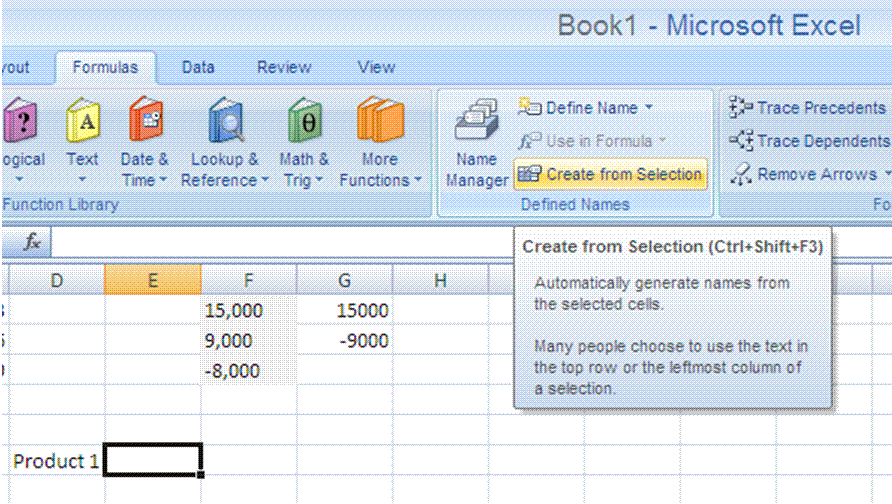 Book1 - Microsoft Excel
yout Formulas Data Review View
? A θ
ogical Text Date & Time Lookup & Reference Math & Trig More Functions
Name Manager
Define Name
Use in Formula
Create from Selection
Trace Precedents
Trace Dependents
Remove Arrows
Function Library Defined Names Fo
fx
Create from Selection (Ctrl+Shift+F3)
Automatically generate names from
the selected cells.
Many people choose to use the text in
the top row or the leftmost column of
a selection.
D E F G H
15,000 15000
9,000 -9000
-8,000
Product 1